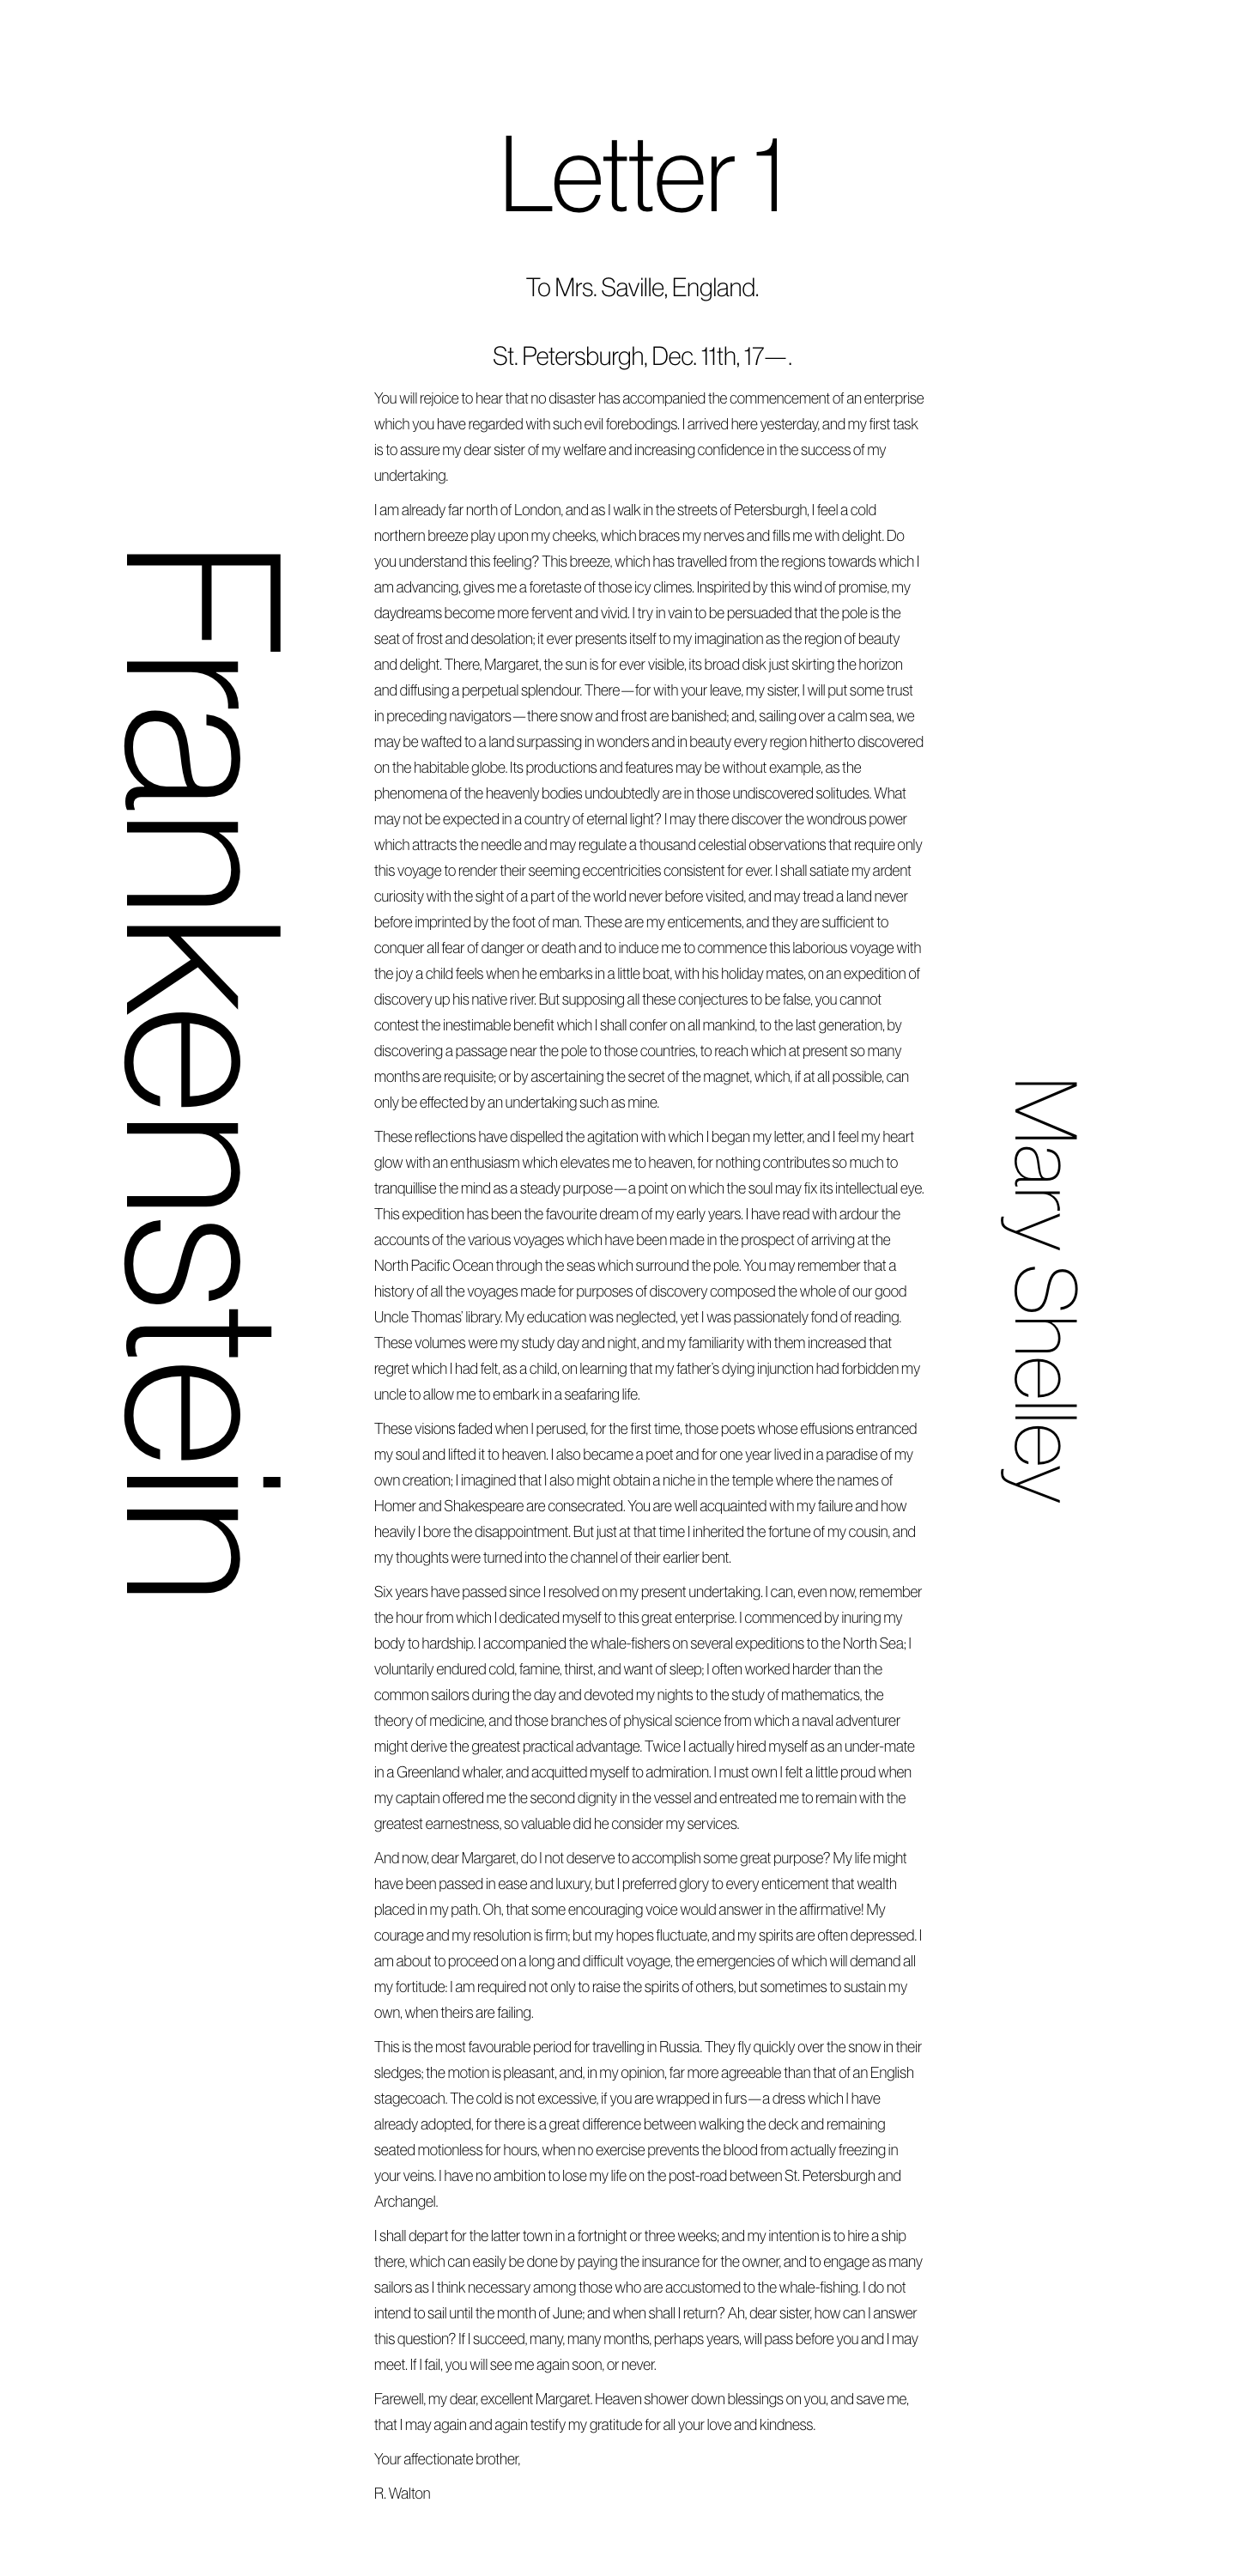 Letter 1
To Mrs. Saville, England.
St. Petersburgh, Dec. 11th, 17—.
You will rejoice to hear that no disaster has accompanied the commencement of an enterprise
which you have regarded with such evil forebodings. I arrived here yesterday, and my first task
is to assure my dear sister of my welfare and increasing confidence in the success of my
undertaking.
I am already far north of London, and as I walk in the streets of Petersburgh, I feel a cold
northern breeze play upon my cheeks, which braces my nerves and fills me with delight. Do
you understand this feeling? This breeze, which has travelled from the regions towards which I
am advancing, gives me a foretaste of those icy climes. Inspirited by this wind of promise, my
daydreams become more fervent and vivid. I try in vain to be persuaded that the pole is the
seat of frost and desolation; it ever presents itself to my imagination as the region of beauty
and delight. There, Margaret, the sun is for ever visible, its broad disk just skirting the horizon
and diffusing a perpetual splendour. There—for with your leave, my sister, I will put some trust
in preceding navigators—there snow and frost are banished; and, sailing over a calm sea, we
may be wafted to a land surpassing in wonders and in beauty every region hitherto discovered
on the habitable globe. Its productions and features may be without example, as the
phenomena of the heavenly bodies undoubtedly are in those undiscovered solitudes. What
may not be expected in a country of eternal light? I may there discover the wondrous power
which attracts the needle and may regulate a thousand celestial observations that require only
this voyage to render their seeming eccentricities consistent for ever. I shall satiate my ardent
curiosity with the sight of a part of the world never before visited, and may tread a land never
before imprinted by the foot of man. These are my enticements, and they are sufficient to
conquer all fear of danger or death and to induce me to commence this laborious voyage with
the joy a child feels when he embarks in a little boat, with his holiday mates, on an expedition of
discovery up his native river. But supposing all these conjectures to be false, you cannot
contest the inestimable benefit which I shall confer on all mankind, to the last generation, by
discovering a passage near the pole to those countries, to reach which at present so many
months are requisite; or by ascertaining the secret of the magnet, which, if at all possible, can
only be effected by an undertaking such as mine.
These reflections have dispelled the agitation with which I began my letter, and I feel my heart
glow with an enthusiasm which elevates me to heaven, for nothing contributes so much to
tranquillise the mind as a steady purpose—a point on which the soul may fix its intellectual eye.
This expedition has been the favourite dream of my early years. I have read with ardour the
accounts of the various voyages which have been made in the prospect of arriving at the
North Pacific Ocean through the seas which surround the pole. You may remember that a
history of all the voyages made for purposes of discovery composed the whole of our good
Uncle Thomas’ library. My education was neglected, yet I was passionately fond of reading.
These volumes were my study day and night, and my familiarity with them increased that
regret which I had felt, as a child, on learning that my father’s dying injunction had forbidden my
uncle to allow me to embark in a seafaring life.
These visions faded when I perused, for the first time, those poets whose effusions entranced
my soul and lifted it to heaven. I also became a poet and for one year lived in a paradise of my
own creation; I imagined that I also might obtain a niche in the temple where the names of
Homer and Shakespeare are consecrated. You are well acquainted with my failure and how
heavily I bore the disappointment. But just at that time I inherited the fortune of my cousin, and
my thoughts were turned into the channel of their earlier bent.
Six years have passed since I resolved on my present undertaking. I can, even now, remember
the hour from which I dedicated myself to this great enterprise. I commenced by inuring my
body to hardship. I accompanied the whale-fishers on several expeditions to the North Sea; I
voluntarily endured cold, famine, thirst, and want of sleep; I often worked harder than the
common sailors during the day and devoted my nights to the study of mathematics, the
theory of medicine, and those branches of physical science from which a naval adventurer
might derive the greatest practical advantage. Twice I actually hired myself as an under-mate
in a Greenland whaler, and acquitted myself to admiration. I must own I felt a little proud when
my captain offered me the second dignity in the vessel and entreated me to remain with the
greatest earnestness, so valuable did he consider my services.
And now, dear Margaret, do I not deserve to accomplish some great purpose? My life might
have been passed in ease and luxury, but I preferred glory to every enticement that wealth
placed in my path. Oh, that some encouraging voice would answer in the affirmative! My
courage and my resolution is firm; but my hopes fluctuate, and my spirits are often depressed. I
am about to proceed on a long and difficult voyage, the emergencies of which will demand all
my fortitude: I am required not only to raise the spirits of others, but sometimes to sustain my
own, when theirs are failing.
This is the most favourable period for travelling in Russia. They fly quickly over the snow in their
sledges; the motion is pleasant, and, in my opinion, far more agreeable than that of an English
stagecoach. The cold is not excessive, if you are wrapped in furs—a dress which I have
already adopted, for there is a great difference between walking the deck and remaining
seated motionless for hours, when no exercise prevents the blood from actually freezing in
your veins. I have no ambition to lose my life on the post-road between St. Petersburgh and
Archangel.
I shall depart for the latter town in a fortnight or three weeks; and my intention is to hire a ship
there, which can easily be done by paying the insurance for the owner, and to engage as many
sailors as I think necessary among those who are accustomed to the whale-fishing. I do not
intend to sail until the month of June; and when shall I return? Ah, dear sister, how can I answer
this question? If I succeed, many, many months, perhaps years, will pass before you and I may
meet. If I fail, you will see me again soon, or never.
Farewell, my dear, excellent Margaret. Heaven shower down blessings on you, and save me,
that I may again and again testify my gratitude for all your love and kindness.
Your affectionate brother,
R. Walton
Frankenstein
Mary Shelley